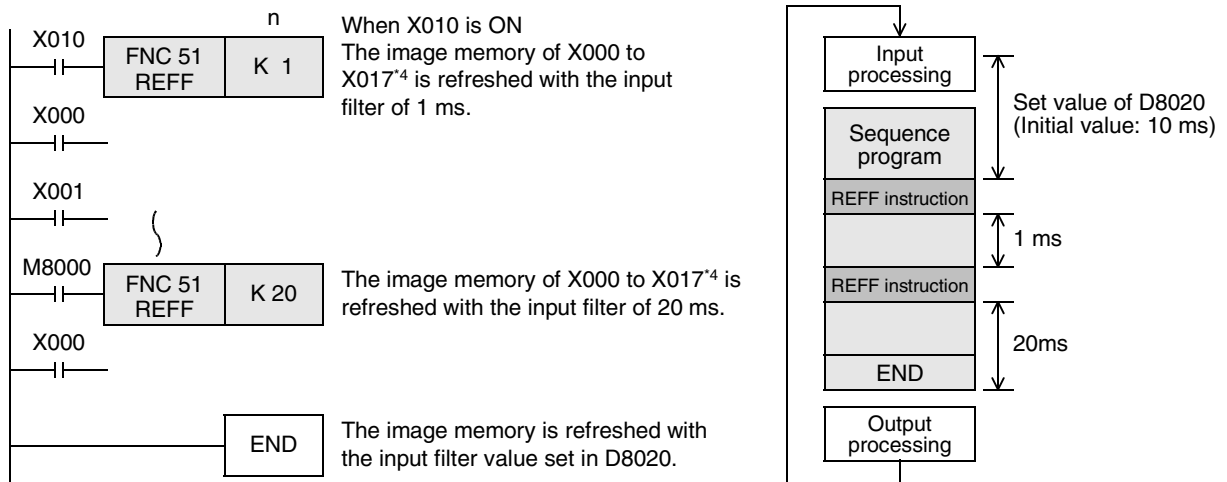 n
X010
FNC 51
REFF
K 1
When X010 is ON
The image memory of X000 to
X017*4 is refreshed with the input
filter of 1 ms.
X000
X001
M8000
FNC 51
REFF
K 20
The image memory of X000 to X017*4 is
refreshed with the input filter of 20 ms.
X000
END
The image memory is refreshed with
the input filter value set in D8020.
Input
processing
Set value of D8020
(Initial value: 10 ms)
Sequence
program
REFF instruction
1 ms
REFF instruction
20ms
END
Output
processing